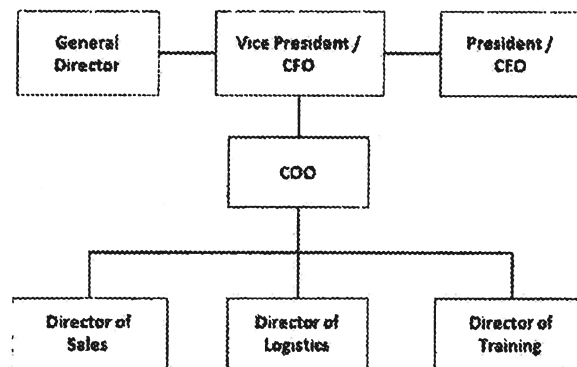 General
Director
Vice President /
CFO
President /
CEO
COO
Director of
Sales
Director of
Logistics
Director of
Training